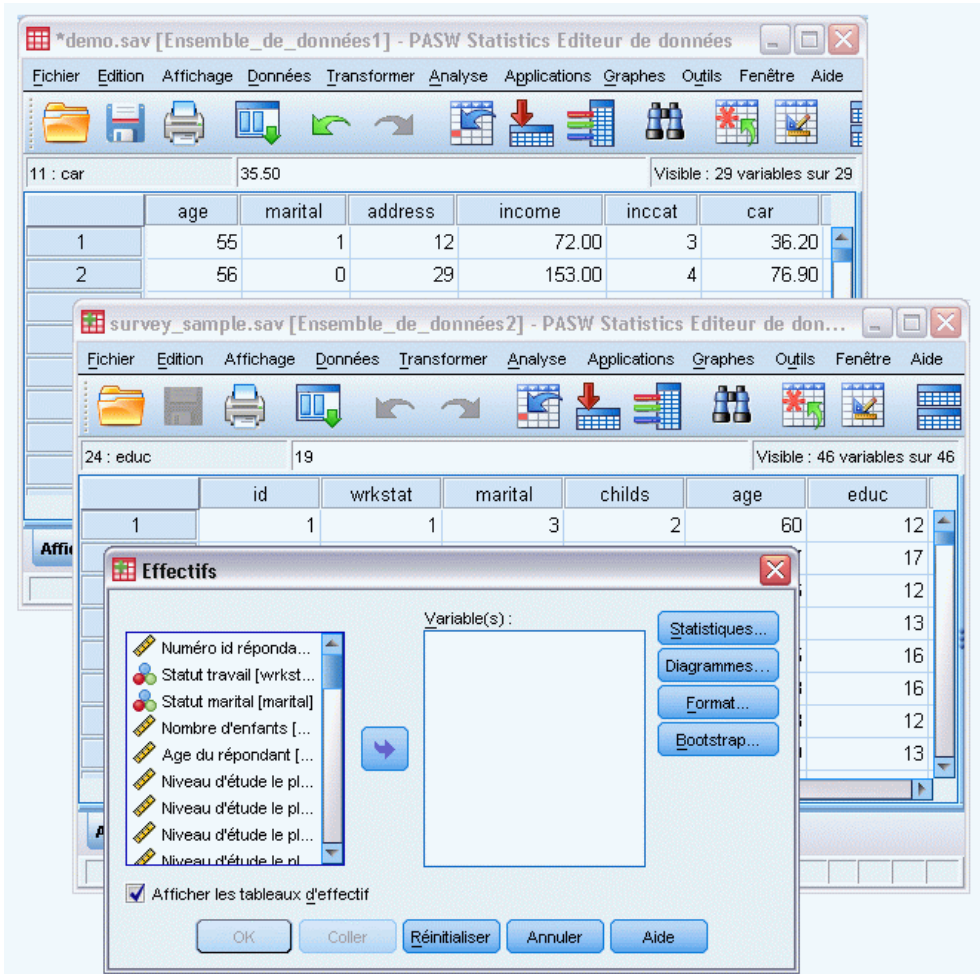 *demo.sav [Ensemble_de_données1] - PASW Statistics Editeur de données
Fichier Edition Affichage Données Transformer Analyse Applications Graphes Outils Fenêtre Aide
11 : car 35.50 Visible : 29 variables sur 29
age marital address income inccat car
1 55 1 12 72.00 3 36.20
2 56 0 29 153.00 4 76.90
survey_sample.sav [Ensemble_de_données2] - PASW Statistics Editeur de don...
Fichier Edition Affichage Données Transformer Analyse Applications Graphes Outils Fenêtre Aide
24 : educ 19 Visible : 46 variables sur 46
id wrkstat marital childs age educ
1 1 1 3 2 60 12
17
12
13
16
16
12
13
Effectifs
Variable(s) :
Numéro id réponda...
Statut travail [wrkst...
Statut marital [marital]
Nombre d'enfants [...
Age du répondant [...
Niveau d'étude le pl...
Niveau d'étude le pl...
Niveau d'étude le pl...
Niveau d'étude le pl...
Statistiques...
Diagrammes...
Format...
Bootstrap...
Afficher les tableaux d'effectif
OK Coller Réinitialiser Annuler Aide